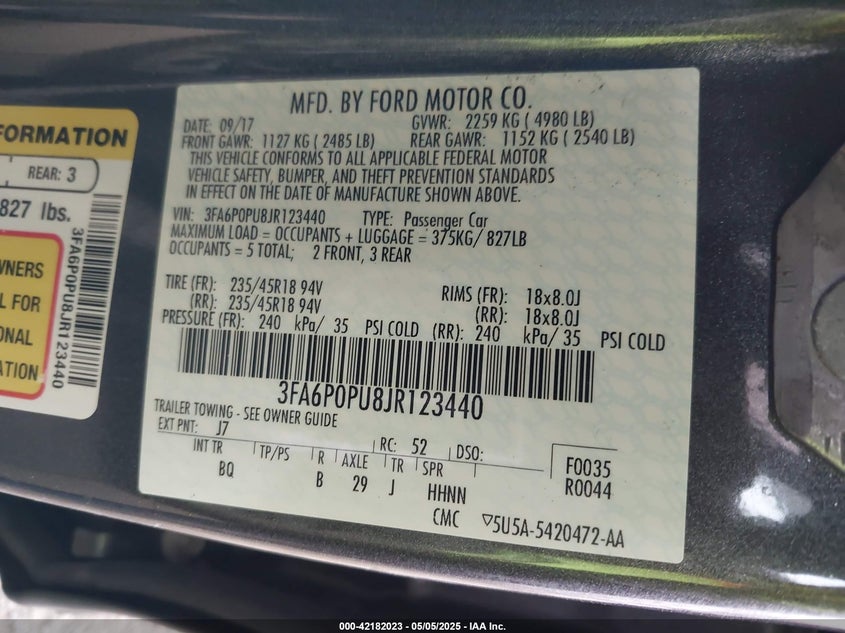 FORMATION
REAR: 3
827 lbs.
WNERS
L FOR
ONAL
ATION
3FA6P0PU8JR123440
MFD. BY FORD MOTOR CO.
DATE: 09/17 GVWR: 2259 KG ( 4980 LB)
FRONT GAWR: 1127 KG ( 2485 LB) REAR GAWR: 1152 KG ( 2540 LB)
THIS VEHICLE CONFORMS TO ALL APPLICABLE FEDERAL MOTOR
VEHICLE SAFETY, BUMPER, AND THEFT PREVENTION STANDARDS
IN EFFECT ON THE DATE OF MANUFACTURE SHOWN ABOVE.
VIN: 3FA6P0PU8JR123440 TYPE: Passenger Car
MAXIMUM LOAD = OCCUPANTS + LUGGAGE = 375KG/ 827LB
OCCUPANTS = 5 TOTAL; 2 FRONT, 3 REAR
TIRE (FR): 235/45R18 94V RIMS (FR): 18x8.0J
(RR): 235/45R18 94V (RR): 18x8.0J
PRESSURE (FR): 240 kPa/ 35 PSI COLD (RR): 240 kPa/ 35 PSI COLD
3FA6P0PU8JR123440
TRAILER TOWING - SEE OWNER GUIDE
EXT PNT: J7 RC: 52 DSO:
INT TR TP/PS R AXLE TR SPR F0035
BQ B 29 J HHNN R0044
CMC ▽5U5A-5420472-AA
000-42182023 — 05/05/2025 — IAA Inc.